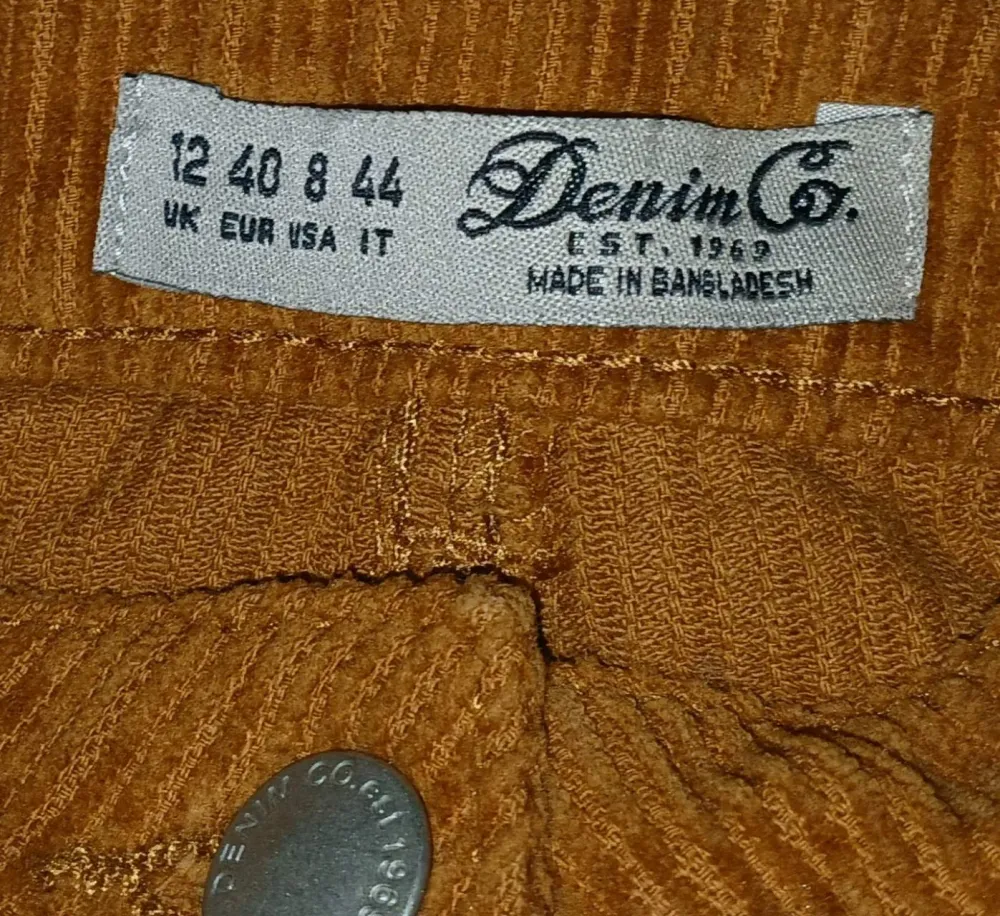 12 40 8 44
UK EUR USA IT
Denim Co.
EST. 1969
MADE IN BANGLADESH
DENIM CO. EST 1969